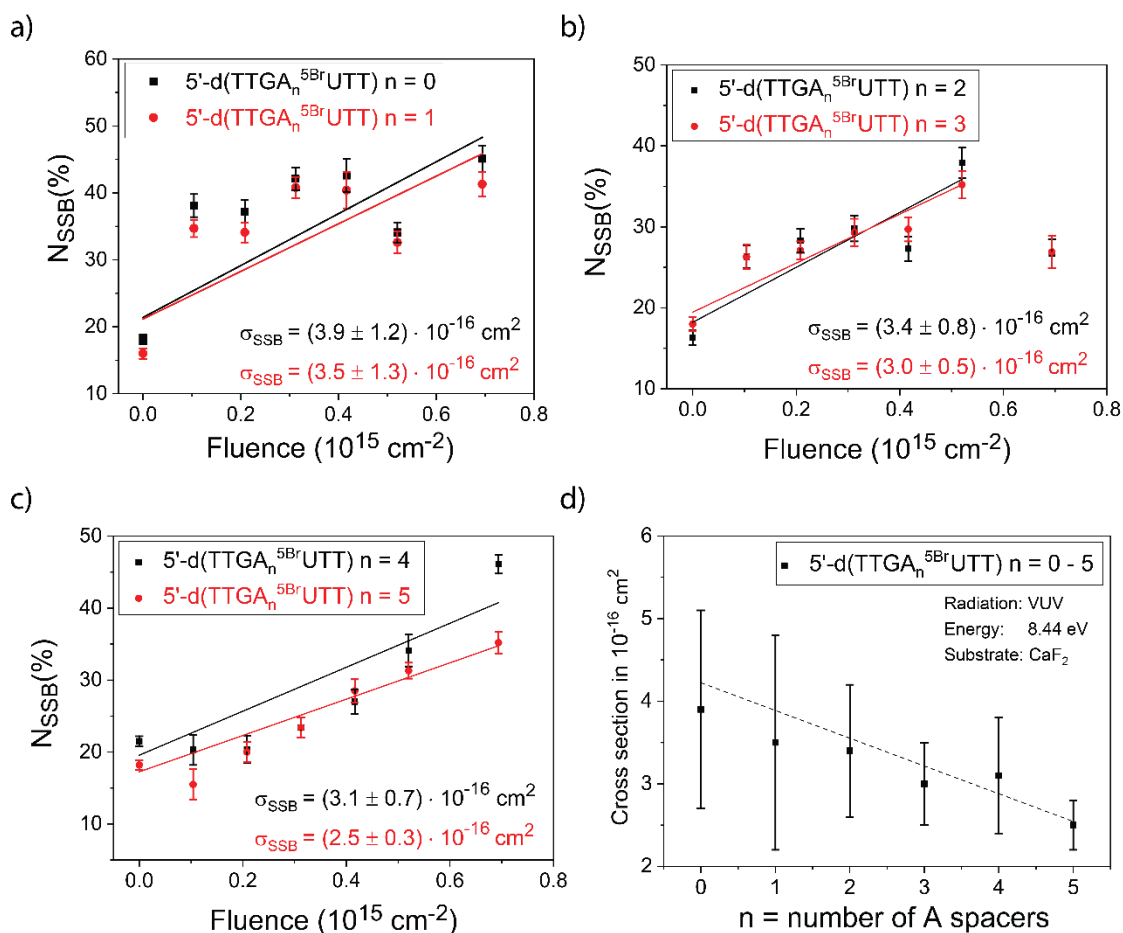 a)
60
50
40
30
20
10
N_SSB(%)
5'-d(TTGA_n^5BrUTT) n = 0
5'-d(TTGA_n^5BrUTT) n = 1
σ_SSB = (3.9 ± 1.2) · 10^-16 cm^2
σ_SSB = (3.5 ± 1.3) · 10^-16 cm^2
0.0 0.2 0.4 0.6 0.8
Fluence (10^15 cm^-2)
b)
50
40
30
20
10
N_SSB(%)
5'-d(TTGA_n^5BrUTT) n = 2
5'-d(TTGA_n^5BrUTT) n = 3
σ_SSB = (3.4 ± 0.8) · 10^-16 cm^2
σ_SSB = (3.0 ± 0.5) · 10^-16 cm^2
0.0 0.2 0.4 0.6 0.8
Fluence (10^15 cm^-2)
c)
50
40
30
20
10
N_SSB(%)
5'-d(TTGA_n^5BrUTT) n = 4
5'-d(TTGA_n^5BrUTT) n = 5
σ_SSB = (3.1 ± 0.7) · 10^-16 cm^2
σ_SSB = (2.5 ± 0.3) · 10^-16 cm^2
0.0 0.2 0.4 0.6 0.8
Fluence (10^15 cm^-2)
d)
6
5
4
3
2
Cross section in 10^-16 cm^2
5'-d(TTGA_n^5BrUTT) n = 0 - 5
Radiation: VUV
Energy: 8.44 eV
Substrate: CaF_2
0 1 2 3 4 5
n = number of A spacers